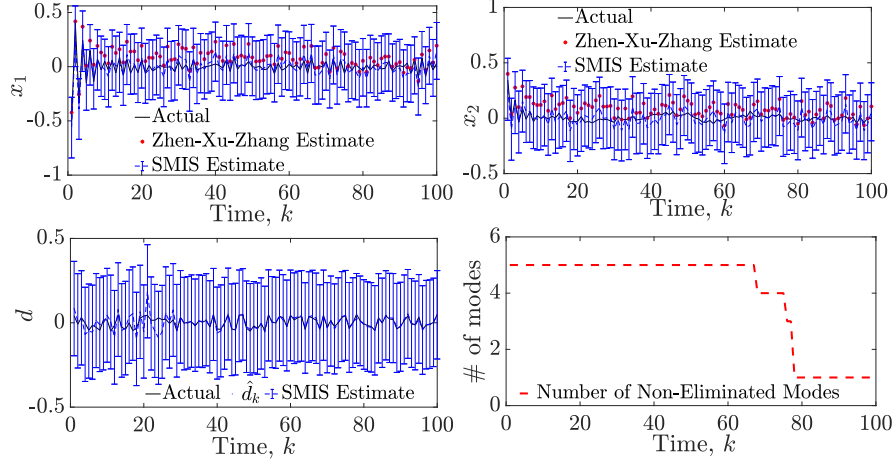 1
0.5
0
-0.5
-1
x₁
Actual
Zhen-Xu-Zhang Estimate
SMIS Estimate
0 20 40 60 80 100
Time, k
1
0.5
0
-0.5
x₂
Actual
Zhen-Xu-Zhang Estimate
SMIS Estimate
0 20 40 60 80 100
Time, k
0.5
0
-0.5
d
Actual d̂ₖ SMIS Estimate
0 20 40 60 80 100
Time, k
6
4
2
0
# of modes
Number of Non-Eliminated Modes
0 20 40 60 80 100
Time, k